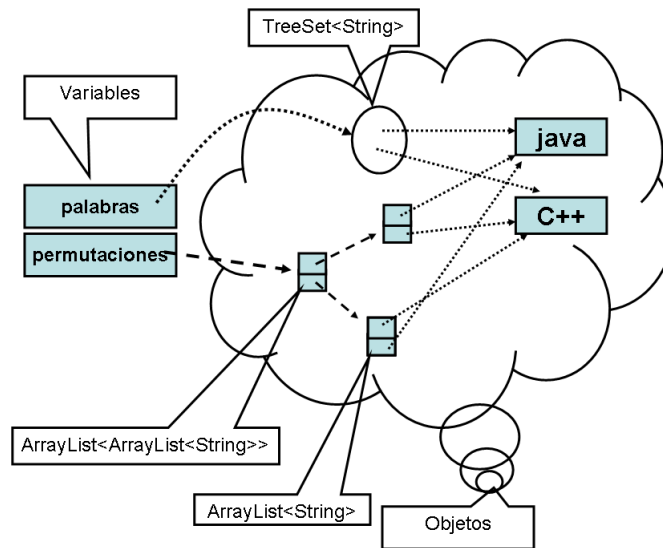 TreeSet<String>
Variables
java
palabras
C++
permutaciones
ArrayList<ArrayList<String>>
ArrayList<String>
Objetos